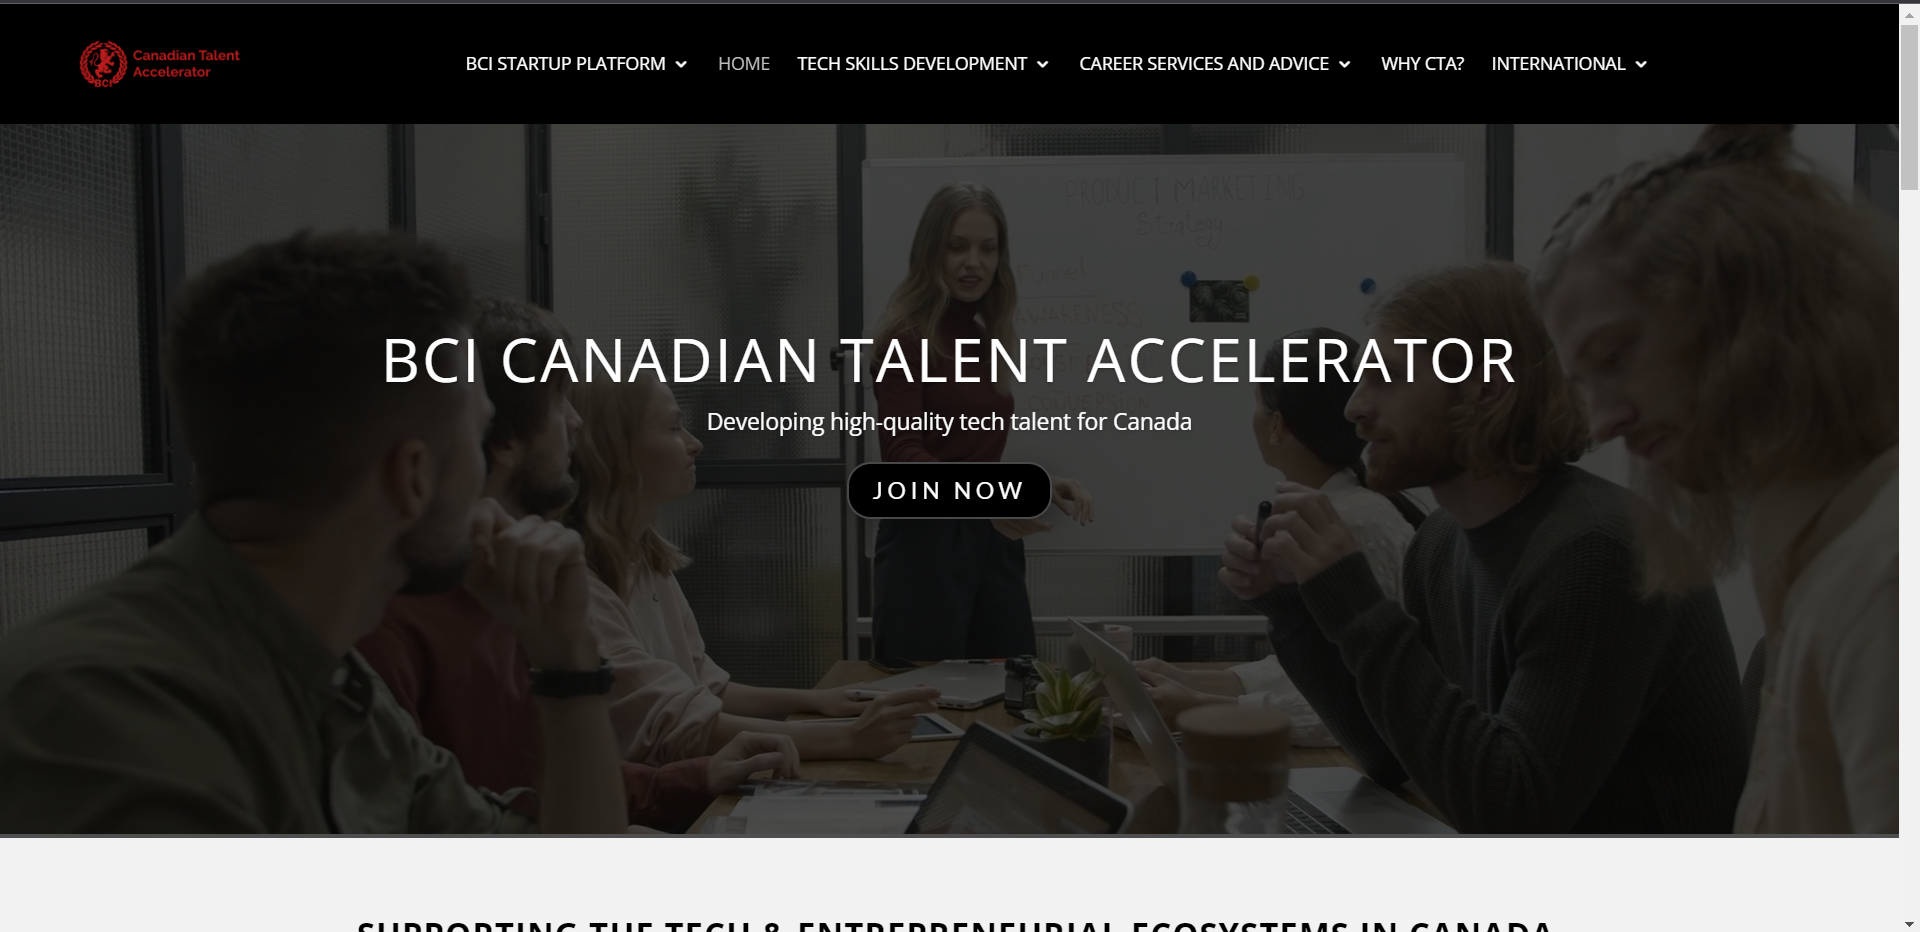 Canadian Talent
Accelerator
BCI
BCI STARTUP PLATFORM
HOME
TECH SKILLS DEVELOPMENT
CAREER SERVICES AND ADVICE
WHY CTA?
INTERNATIONAL
PRODUCT MARKETING
Strategy
Funnel
AWARENESS
BCI CANADIAN TALENT ACCELERATOR
CONVERSION
Developing high-quality tech talent for Canada
JOIN NOW
SUPPORTING THE TECH & ENTREPRENEURIAL ECOSYSTEMS IN CANADA